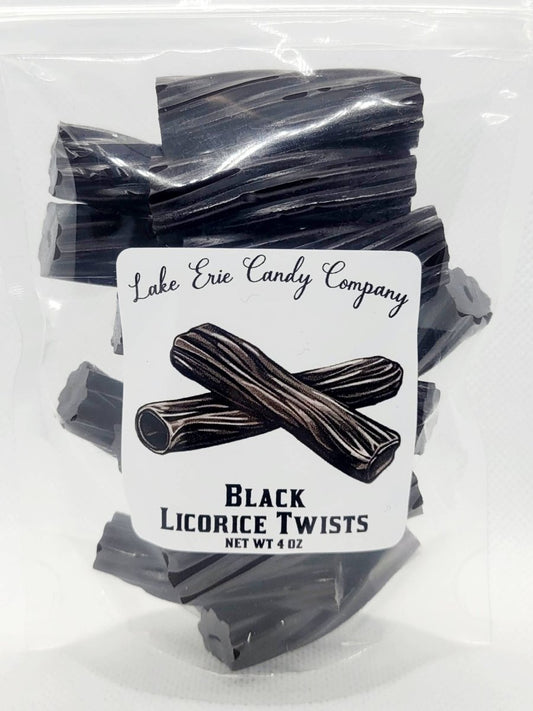 Lake Erie Candy Company
BLACK
LICORICE TWISTS
NET WT 4 OZ